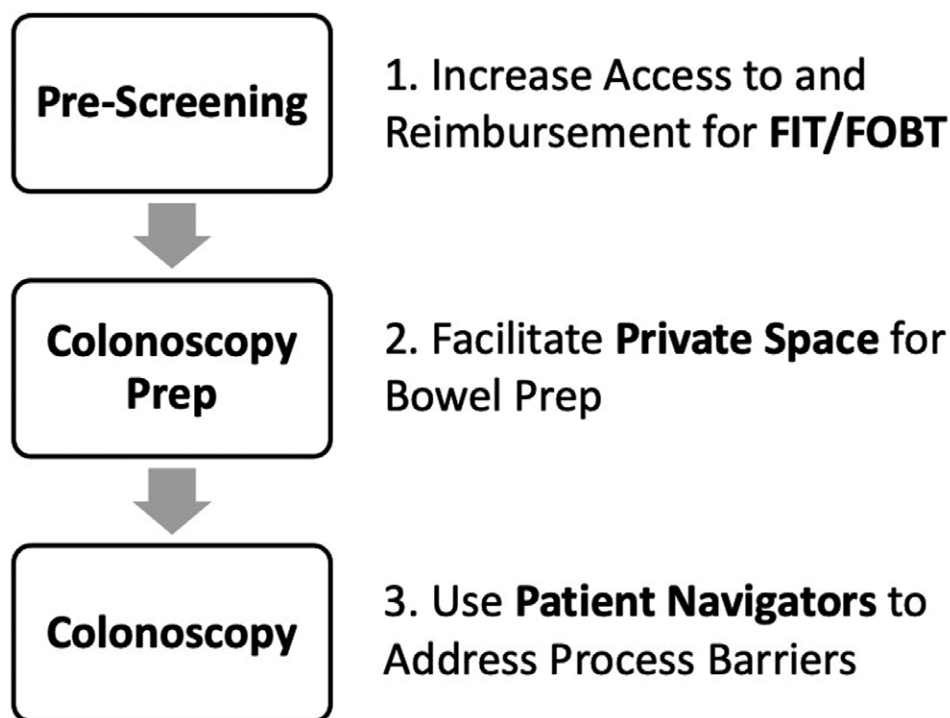 Pre-Screening
1. Increase Access to and
Reimbursement for FIT/FOBT
Colonoscopy
Prep
2. Facilitate Private Space for
Bowel Prep
Colonoscopy
3. Use Patient Navigators to
Address Process Barriers